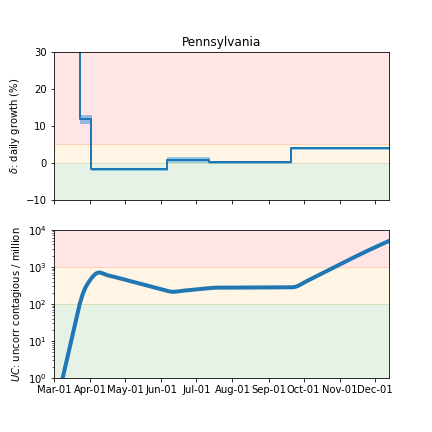 Pennsylvania
30
20
10
0
−10
δ: daily growth (%)
10⁴
10³
10²
10¹
10⁰
UC: uncorr contagious / million
Mar-01 Apr-01 May-01 Jun-01 Jul-01 Aug-01 Sep-01 Oct-01 Nov-01 Dec-01